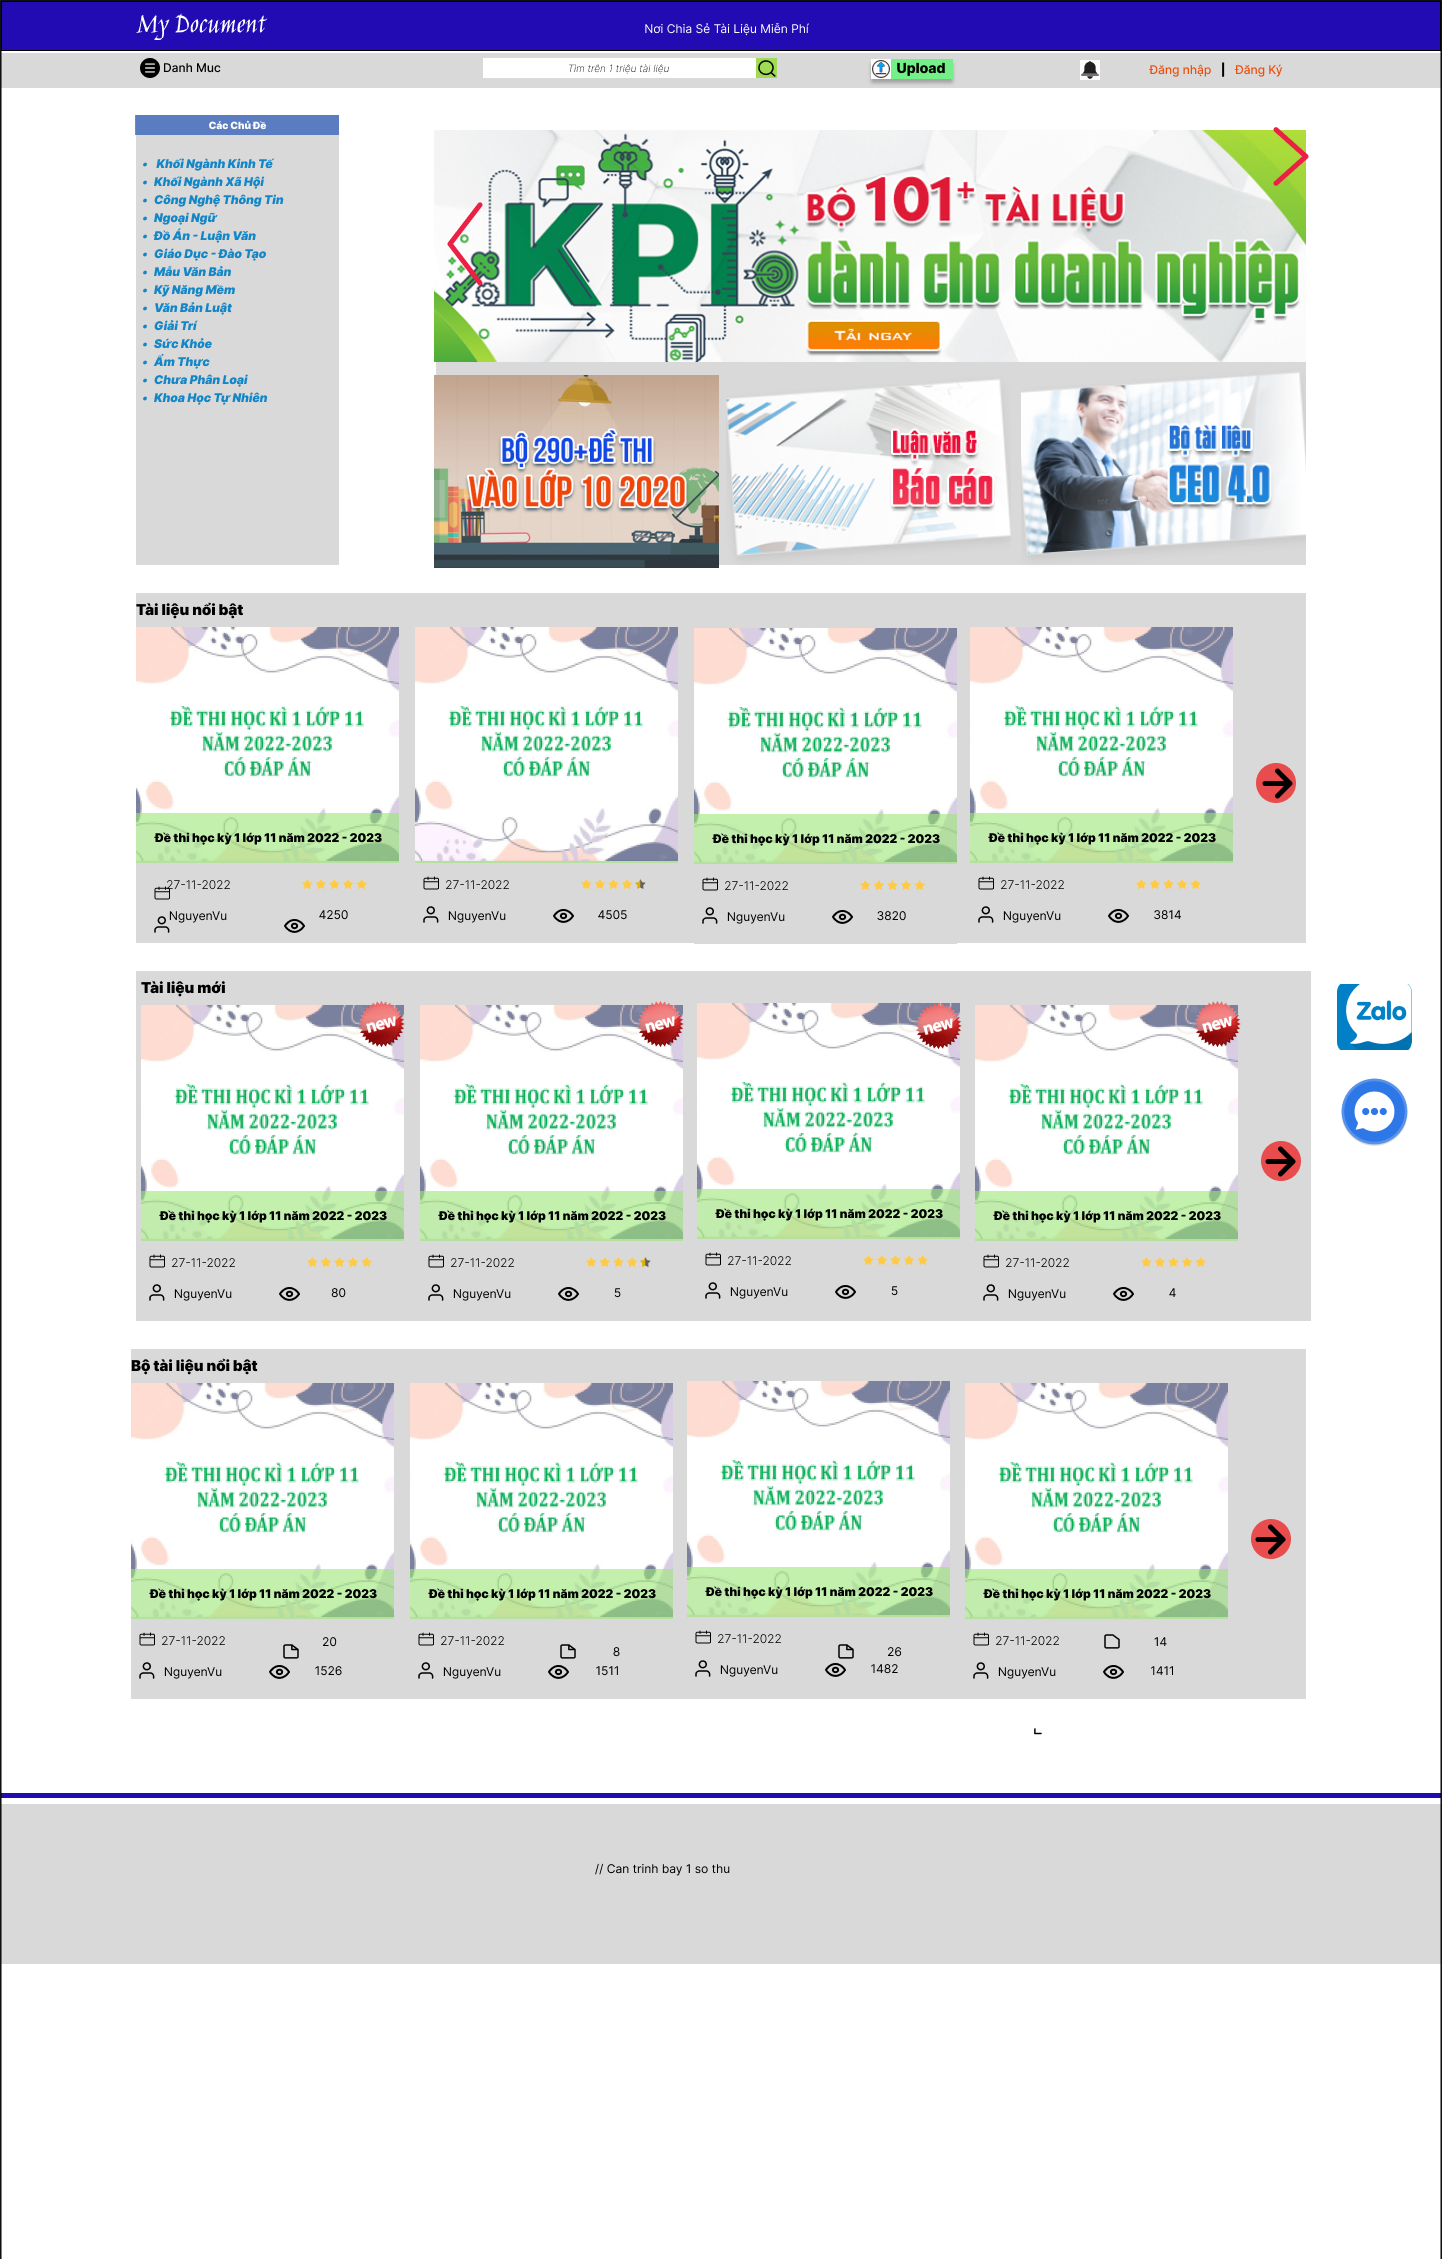 My Document
Nơi Chia Sẻ Tài Liệu Miễn Phí
Danh Muc
Tìm trên 1 triệu tài liệu
Upload
Đăng nhập | Đăng Ký
Các Chủ Đề
• Khối Ngành Kinh Tế
• Khối Ngành Xã Hội
• Công Nghệ Thông Tin
• Ngoại Ngữ
• Đồ Án - Luận Văn
• Giáo Dục - Đào Tạo
• Mẫu Văn Bản
• Kỹ Năng Mềm
• Văn Bản Luật
• Giải Trí
• Sức Khỏe
• Ẩm Thực
• Chưa Phân Loại
• Khoa Học Tự Nhiên
KPI
BỘ 101+ TÀI LIỆU
dành cho doanh nghiệp
TẢI NGAY
BỘ 290+ĐỀ THI
VÀO LỚP 10 2020
Luận văn &
Báo cáo
Bộ tài liệu
CEO 4.0
Tài liệu nổi bật
ĐỀ THI HỌC KÌ 1 LỚP 11
NĂM 2022-2023
CÓ ĐÁP ÁN
Đề thi học kỳ 1 lớp 11 năm 2022 - 2023
27-11-2022
NguyenVu
4250
ĐỀ THI HỌC KÌ 1 LỚP 11
NĂM 2022-2023
CÓ ĐÁP ÁN
27-11-2022
NguyenVu
4505
ĐỀ THI HỌC KÌ 1 LỚP 11
NĂM 2022-2023
CÓ ĐÁP ÁN
Đề thi học kỳ 1 lớp 11 năm 2022 - 2023
27-11-2022
NguyenVu
3820
ĐỀ THI HỌC KÌ 1 LỚP 11
NĂM 2022-2023
CÓ ĐÁP ÁN
Đề thi học kỳ 1 lớp 11 năm 2022 - 2023
27-11-2022
NguyenVu
3814
Tài liệu mới
new
ĐỀ THI HỌC KÌ 1 LỚP 11
NĂM 2022-2023
CÓ ĐÁP ÁN
Đề thi học kỳ 1 lớp 11 năm 2022 - 2023
27-11-2022
NguyenVu
80
new
ĐỀ THI HỌC KÌ 1 LỚP 11
NĂM 2022-2023
CÓ ĐÁP ÁN
Đề thi học kỳ 1 lớp 11 năm 2022 - 2023
27-11-2022
NguyenVu
5
new
ĐỀ THI HỌC KÌ 1 LỚP 11
NĂM 2022-2023
CÓ ĐÁP ÁN
Đề thi học kỳ 1 lớp 11 năm 2022 - 2023
27-11-2022
NguyenVu
5
new
ĐỀ THI HỌC KÌ 1 LỚP 11
NĂM 2022-2023
CÓ ĐÁP ÁN
Đề thi học kỳ 1 lớp 11 năm 2022 - 2023
27-11-2022
NguyenVu
4
Zalo
Bộ tài liệu nổi bật
ĐỀ THI HỌC KÌ 1 LỚP 11
NĂM 2022-2023
CÓ ĐÁP ÁN
Đề thi học kỳ 1 lớp 11 năm 2022 - 2023
27-11-2022
20
NguyenVu
1526
ĐỀ THI HỌC KÌ 1 LỚP 11
NĂM 2022-2023
CÓ ĐÁP ÁN
Đề thi học kỳ 1 lớp 11 năm 2022 - 2023
27-11-2022
8
NguyenVu
1511
ĐỀ THI HỌC KÌ 1 LỚP 11
NĂM 2022-2023
CÓ ĐÁP ÁN
Đề thi học kỳ 1 lớp 11 năm 2022 - 2023
27-11-2022
26
NguyenVu
1482
ĐỀ THI HỌC KÌ 1 LỚP 11
NĂM 2022-2023
CÓ ĐÁP ÁN
Đề thi học kỳ 1 lớp 11 năm 2022 - 2023
27-11-2022
14
NguyenVu
1411
// Can trinh bay 1 so thu